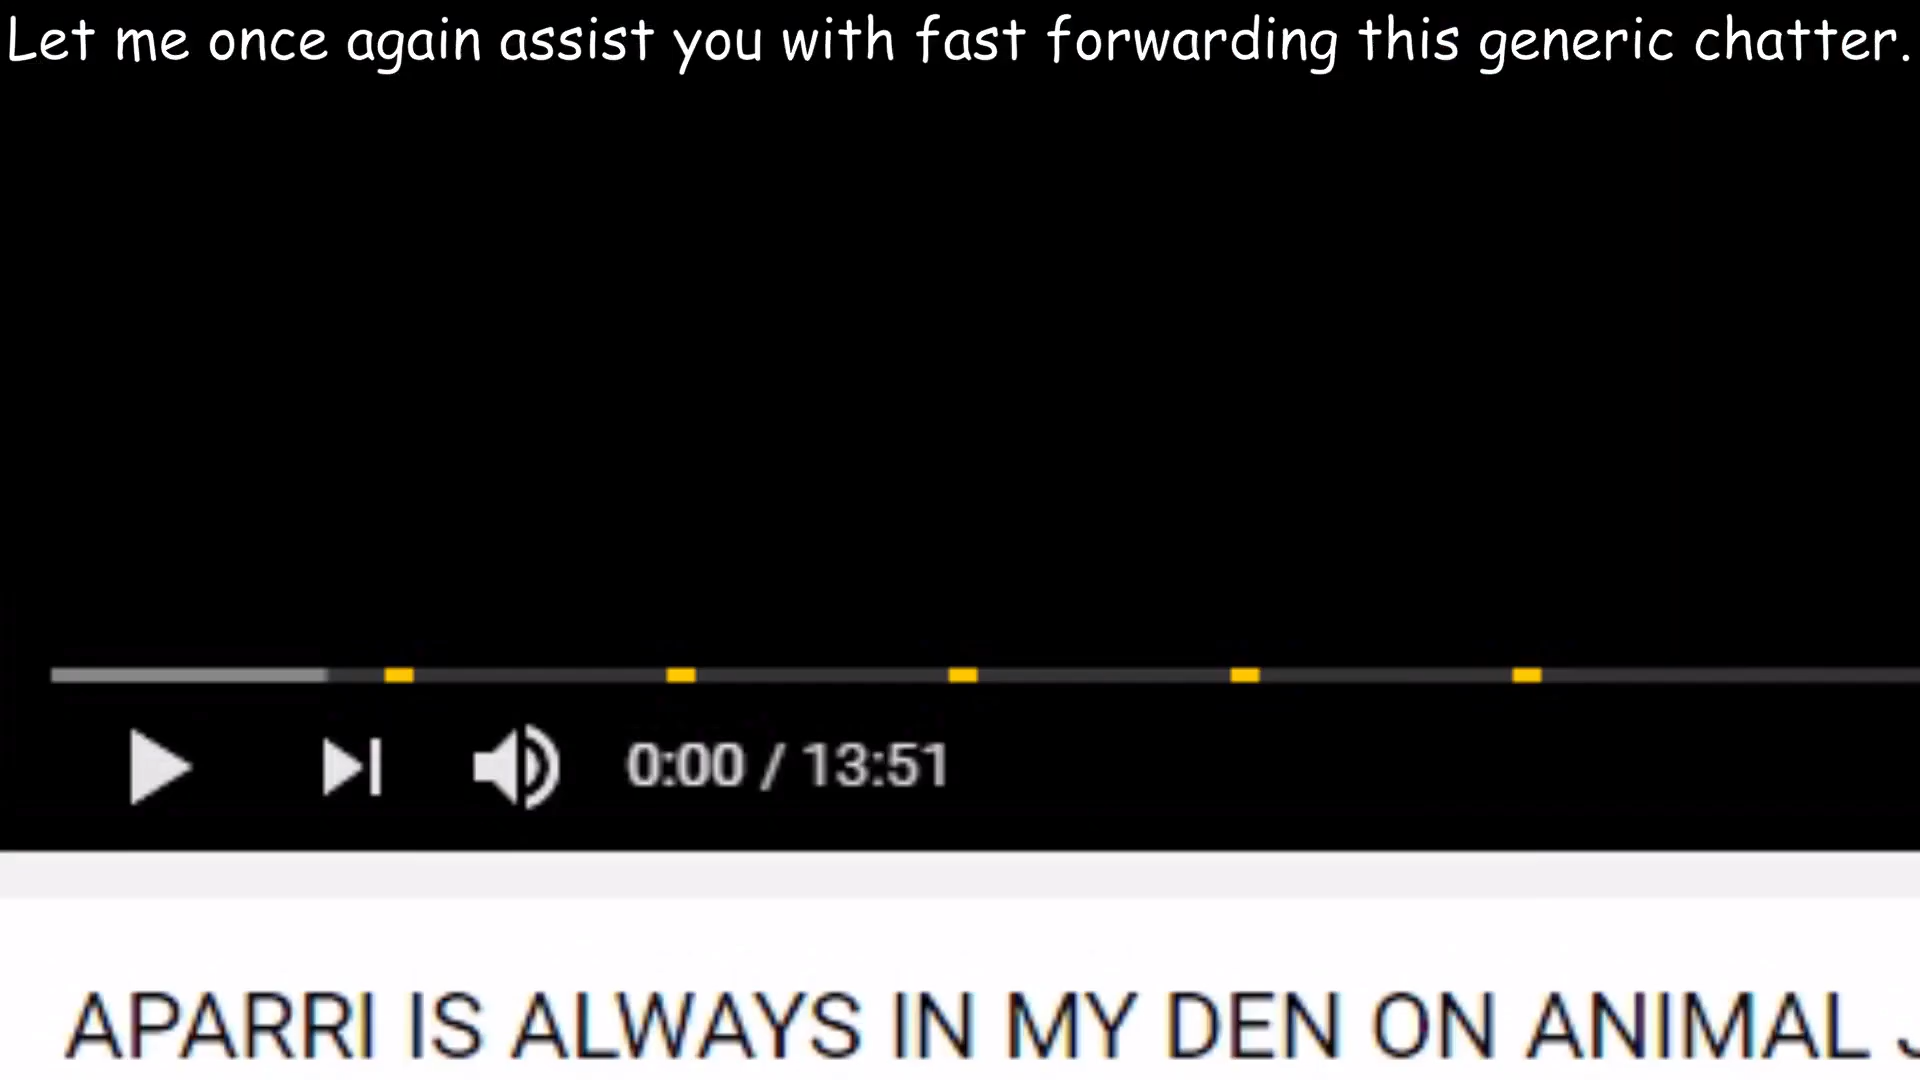 Let me once again assist you with fast forwarding this generic chatter.
0:00 / 13:51
APARRI IS ALWAYS IN MY DEN ON ANIMAL J